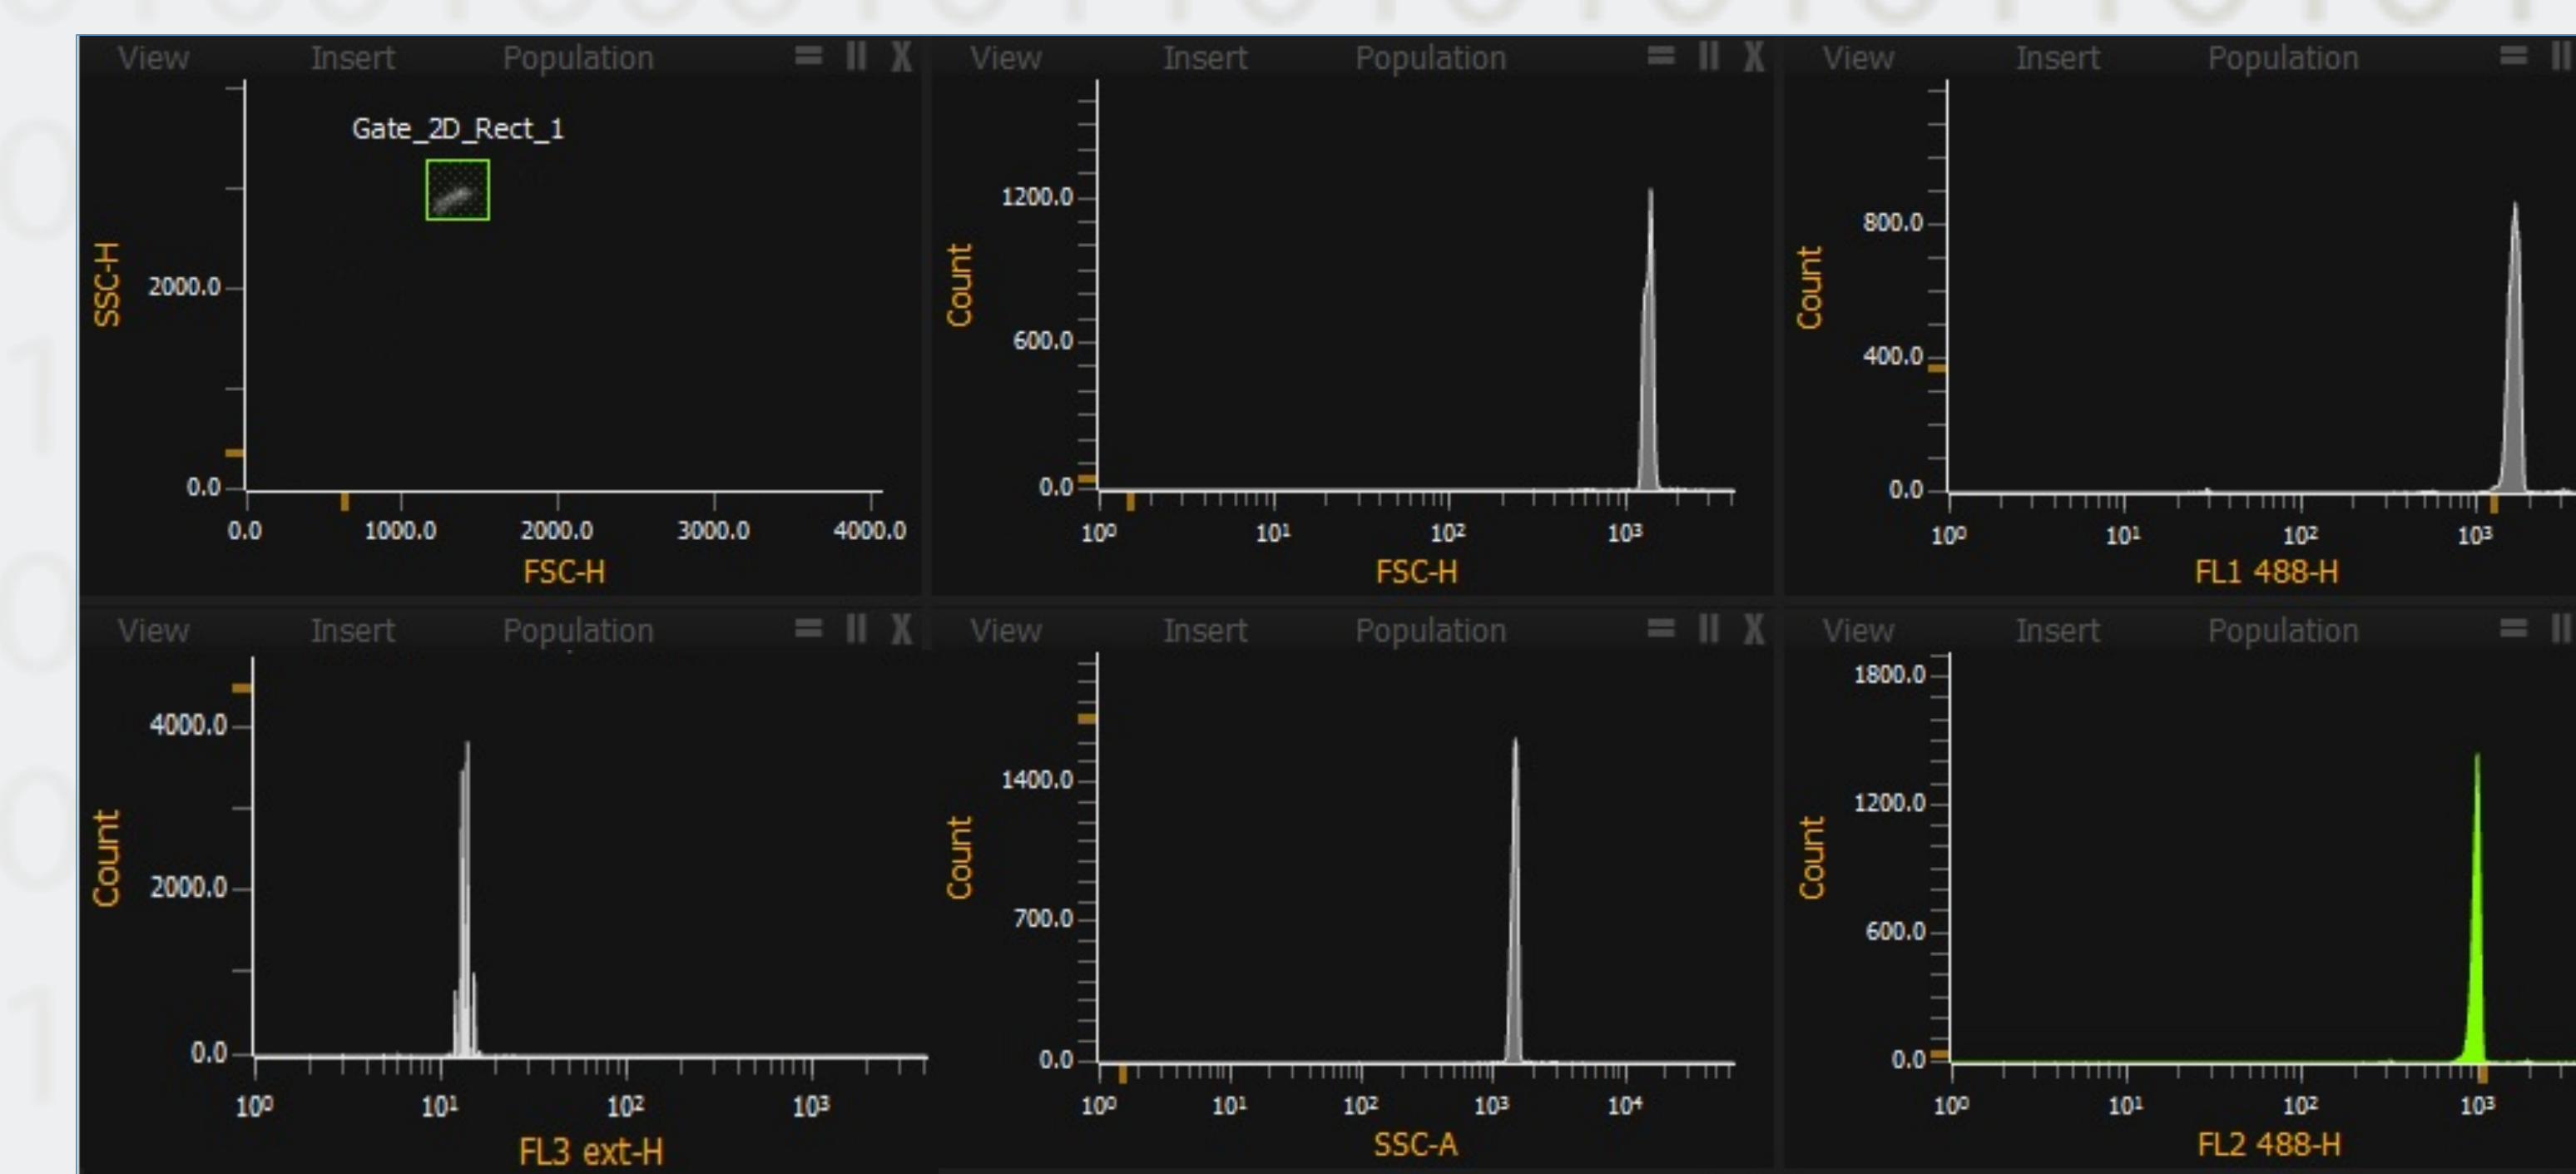 View Insert Population = || X
Gate_2D_Rect_1
SSC-H
2000.0
0.0
0.0 1000.0 2000.0 3000.0 4000.0
FSC-H
View Insert Population = || X
Count
1200.0
600.0
0.0
10⁰ 10¹ 10² 10³
FSC-H
View Insert Population = ||
Count
800.0
400.0
0.0
10⁰ 10¹ 10² 10³
FL1 488-H
View Insert Population = || X
Count
4000.0
2000.0
0.0
10⁰ 10¹ 10² 10³
FL3 ext-H
View Insert Population = || X
Count
1400.0
700.0
0.0
10⁰ 10¹ 10² 10³ 10⁴
SSC-A
View Insert Population = ||
Count
1800.0
1200.0
600.0
0.0
10⁰ 10¹ 10² 10³
FL2 488-H